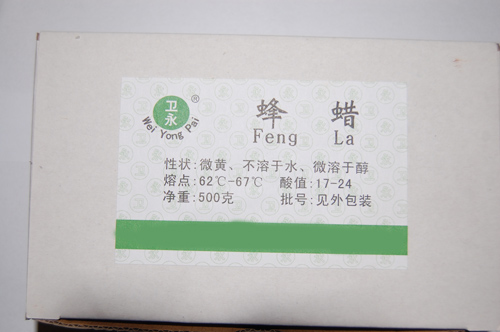 卫永®
Wei Yong Pai
蜂 蜡
Feng La
性状:微黄、不溶于水、微溶于醇
熔点:62℃-67℃ 酸值:17-24
净重:500克 批号:见外包装